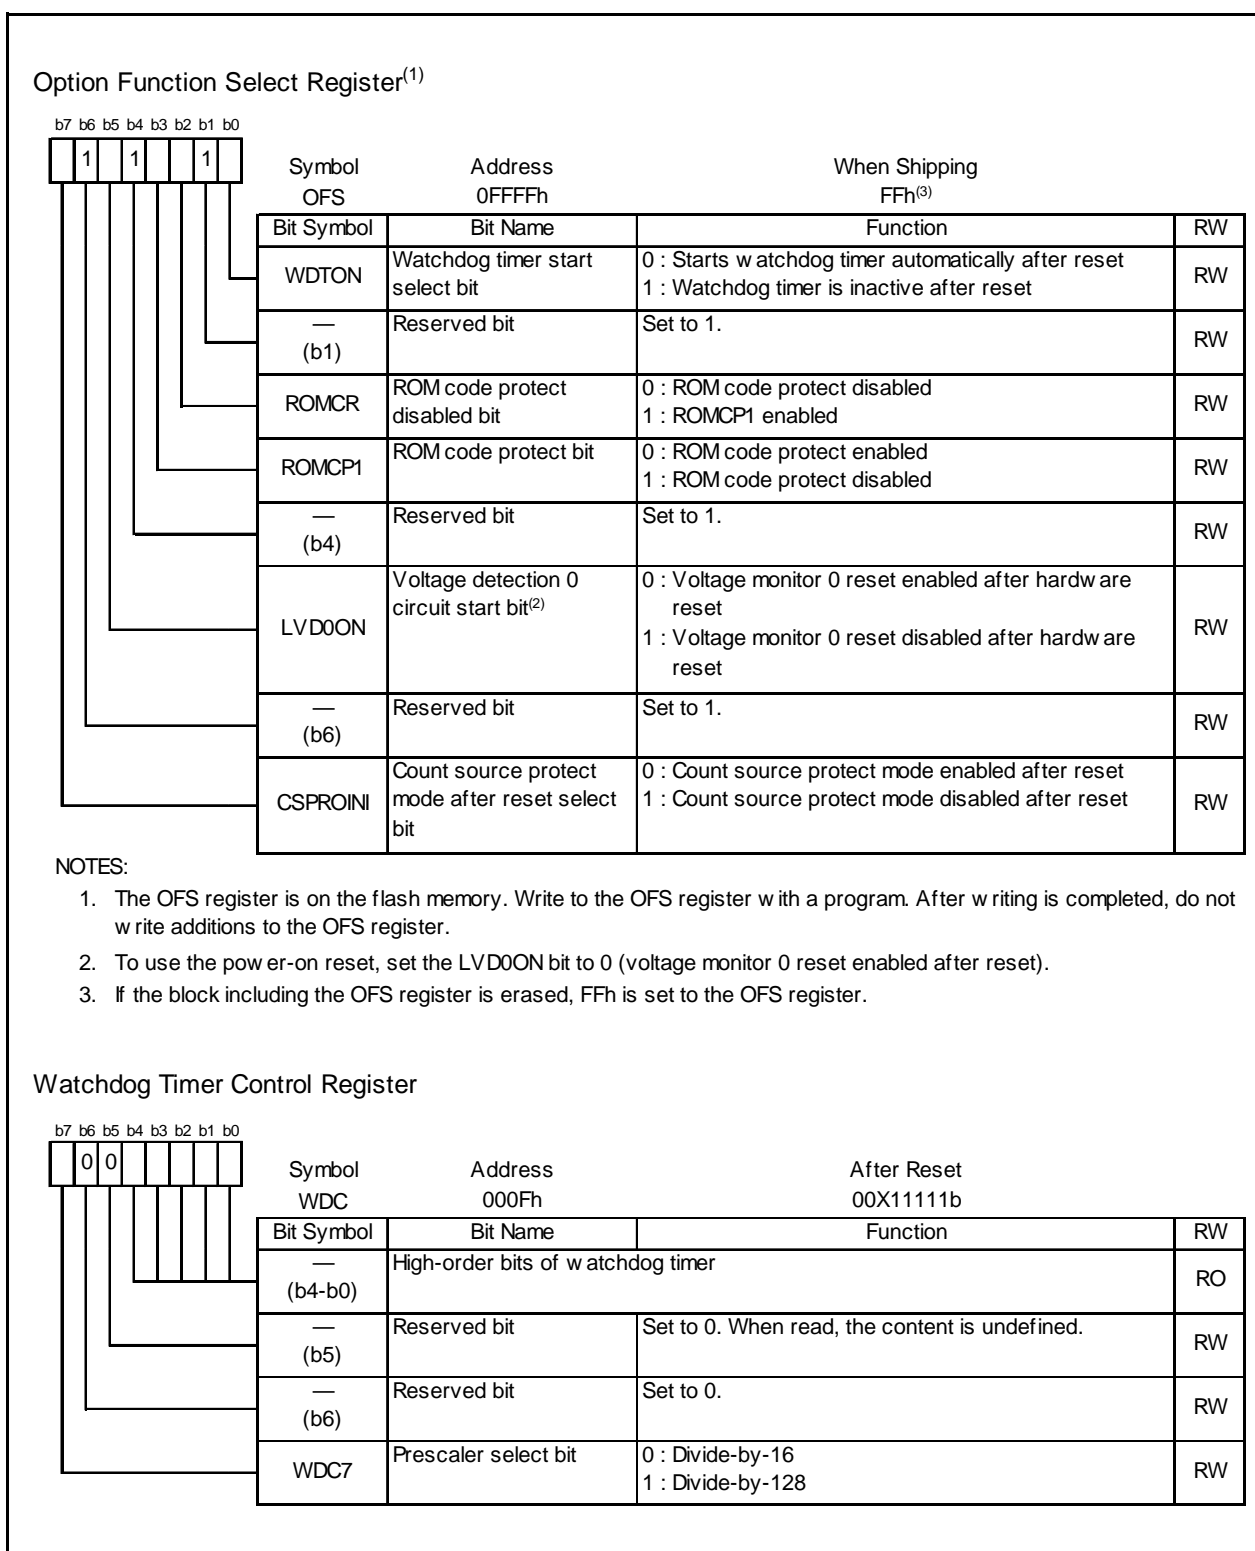 Option Function Select Register(1)
b7 b6 b5 b4 b3 b2 b1 b0
1 1 1
Symbol Address When Shipping
OFS 0FFFFh FFh(3)
Bit Symbol Bit Name Function RW
WDTON Watchdog timer start select bit 0 : Starts watchdog timer automatically after reset RW
1 : Watchdog timer is inactive after reset
— (b1) Reserved bit Set to 1. RW
ROMCR ROM code protect disabled bit 0 : ROM code protect disabled RW
1 : ROMCP1 enabled
ROMCP1 ROM code protect bit 0 : ROM code protect enabled RW
1 : ROM code protect disabled
— (b4) Reserved bit Set to 1. RW
LVD0ON Voltage detection 0 circuit start bit(2) 0 : Voltage monitor 0 reset enabled after hardware reset RW
1 : Voltage monitor 0 reset disabled after hardware reset
— (b6) Reserved bit Set to 1. RW
CSPROINI Count source protect mode after reset select bit 0 : Count source protect mode enabled after reset RW
1 : Count source protect mode disabled after reset
NOTES:
1. The OFS register is on the flash memory. Write to the OFS register with a program. After writing is completed, do not
write additions to the OFS register.
2. To use the power-on reset, set the LVD0ON bit to 0 (voltage monitor 0 reset enabled after reset).
3. If the block including the OFS register is erased, FFh is set to the OFS register.
Watchdog Timer Control Register
b7 b6 b5 b4 b3 b2 b1 b0
0 0
Symbol Address After Reset
WDC 000Fh 00X11111b
Bit Symbol Bit Name Function RW
— (b4-b0) High-order bits of watchdog timer RO
— (b5) Reserved bit Set to 0. When read, the content is undefined. RW
— (b6) Reserved bit Set to 0. RW
WDC7 Prescaler select bit 0 : Divide-by-16 RW
1 : Divide-by-128